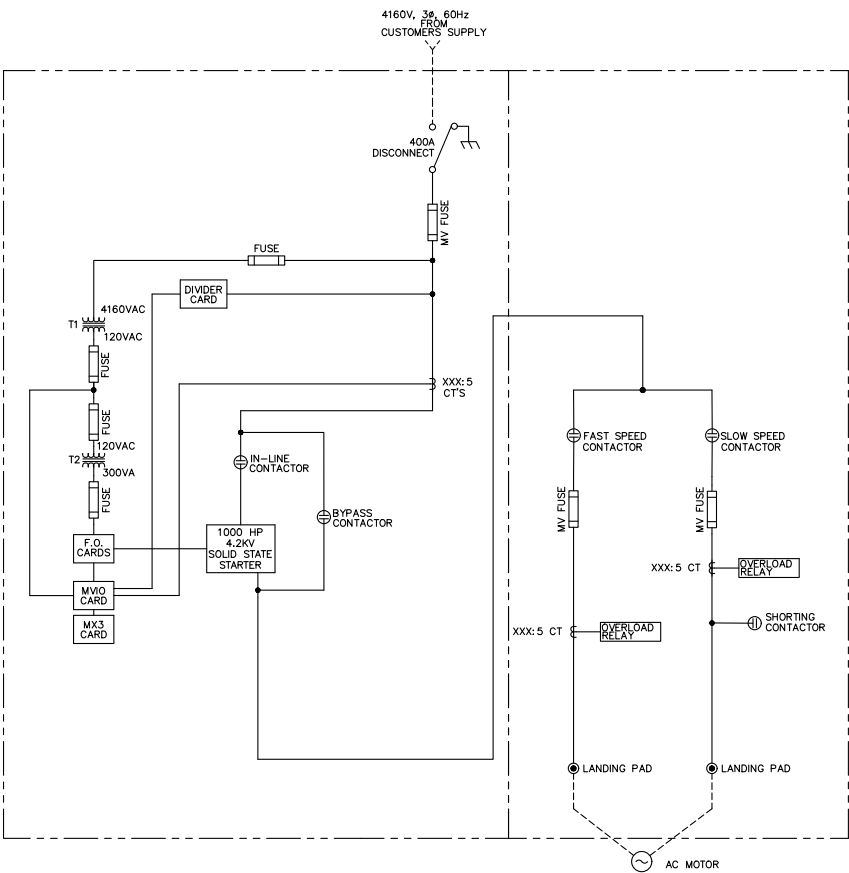 4160V, 3ø, 60Hz
FROM
CUSTOMERS SUPPLY
400A
DISCONNECT
MV FUSE
FUSE
DIVIDER
CARD
4160VAC
T1
120VAC
FUSE
XXX:5
CT'S
FUSE
120VAC
T2
300VA
FUSE
IN-LINE
CONTACTOR
BYPASS
CONTACTOR
F.O.
CARDS
1000 HP
4.2KV
SOLID STATE
STARTER
MVIO
CARD
MX3
CARD
FAST SPEED
CONTACTOR
SLOW SPEED
CONTACTOR
MV FUSE
MV FUSE
XXX:5 CT
OVERLOAD
RELAY
XXX:5 CT
OVERLOAD
RELAY
SHORTING
CONTACTOR
LANDING PAD
LANDING PAD
AC MOTOR